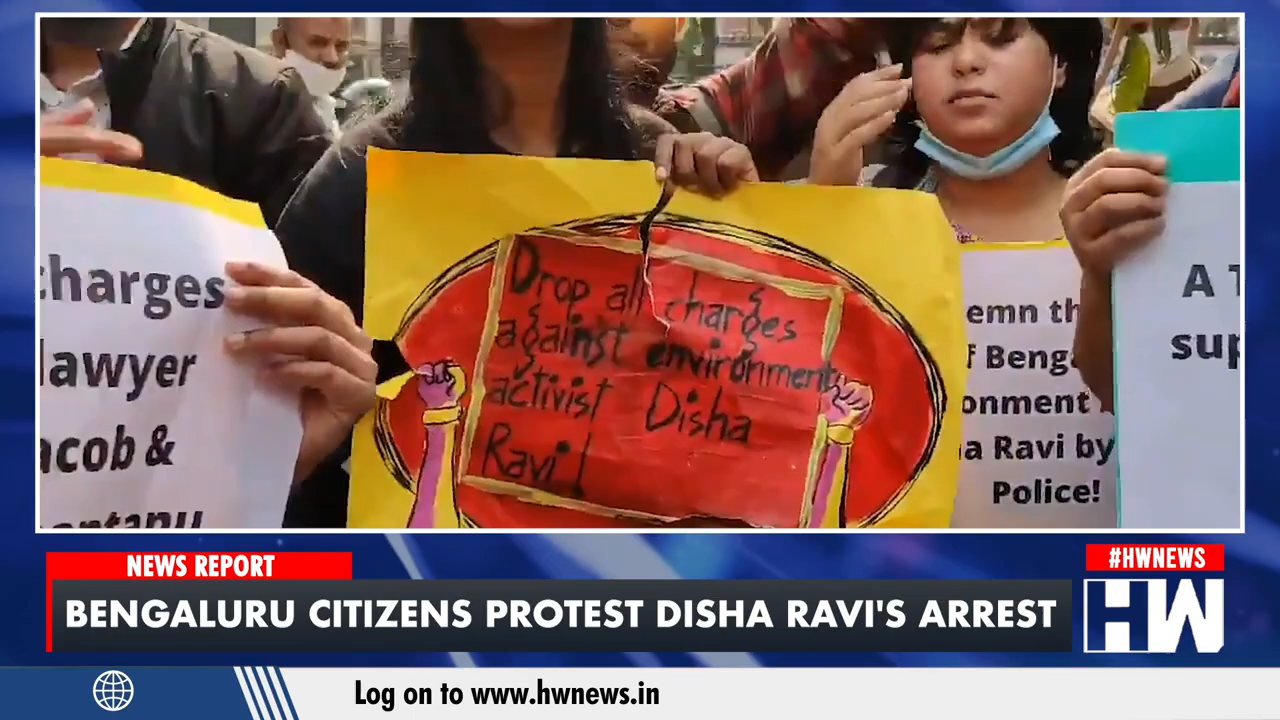 charges
lawyer
acob &
Drop all charges
against environment
activist Disha
Ravi!
emn th
f Beng
onment
a Ravi by
Police!
A
sup
NEWS REPORT
BENGALURU CITIZENS PROTEST DISHA RAVI'S ARREST
#HWNEWS
HW
Log on to www.hwnews.in